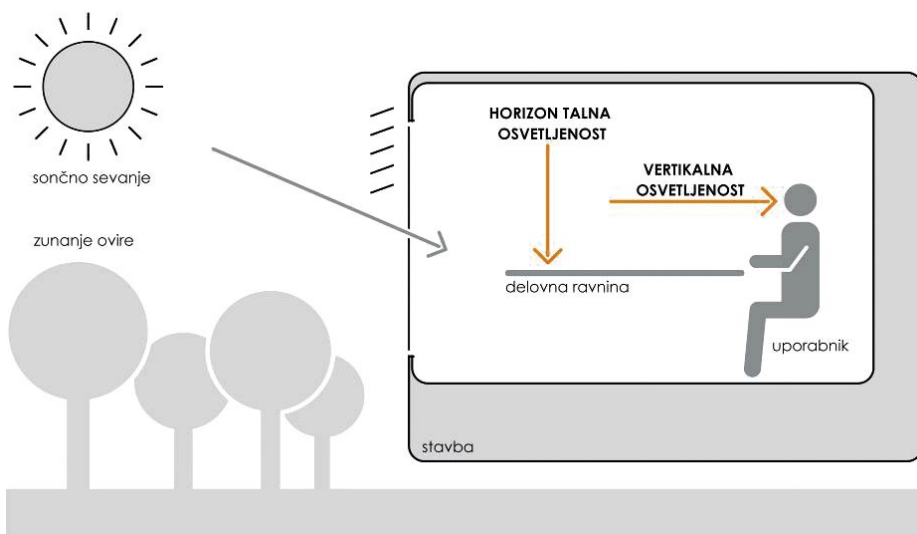 sončno sevanje
zunanje ovire
HORIZON TALNA
OSVETLJENOST
VERTIKALNA
OSVETLJENOST
delovna ravnina
uporabnik
stavba